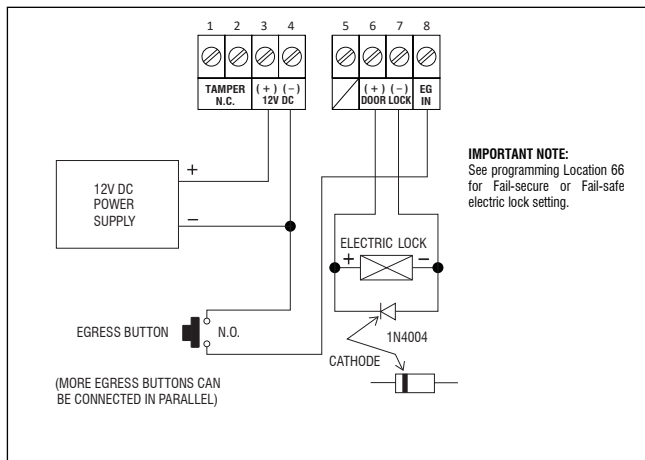 1 2 3 4 5 6 7 8
TAMPER N.C.
(+) (–)
12V DC
(+) (–)
DOOR LOCK
EG IN
12V DC
POWER
SUPPLY
+
–
IMPORTANT NOTE:
See programming Location 66
for Fail-secure or Fail-safe
electric lock setting.
ELECTRIC LOCK
+ –
EGRESS BUTTON
N.O.
1N4004
CATHODE
(MORE EGRESS BUTTONS CAN
BE CONNECTED IN PARALLEL)